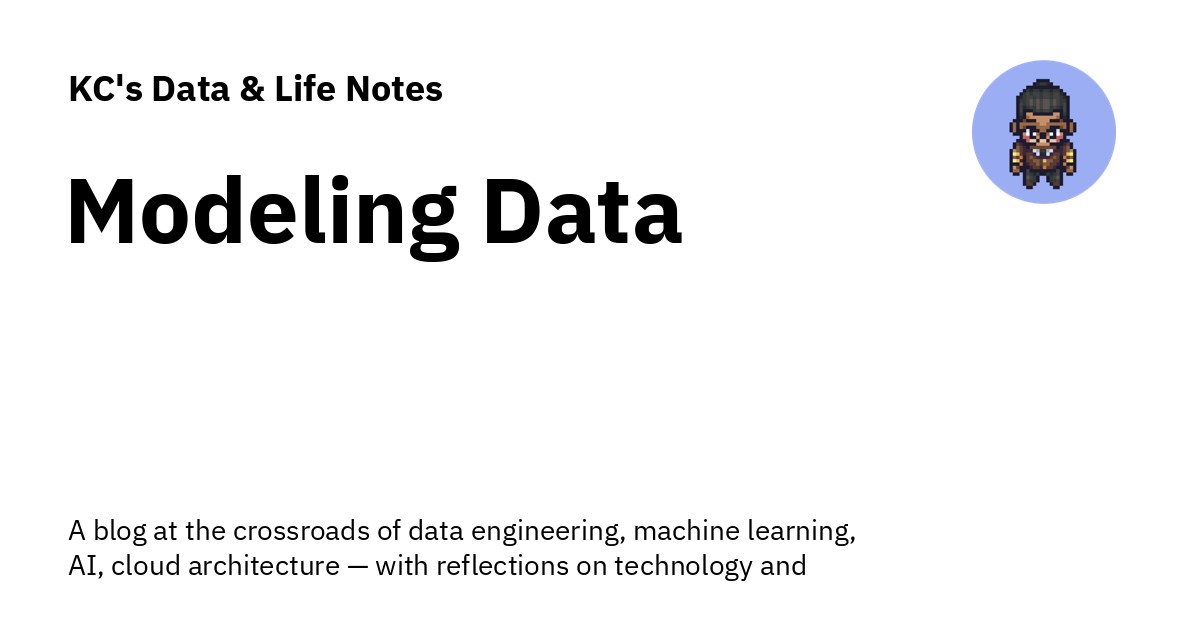 KC's Data & Life Notes
Modeling Data
A blog at the crossroads of data engineering, machine learning,
AI, cloud architecture — with reflections on technology and